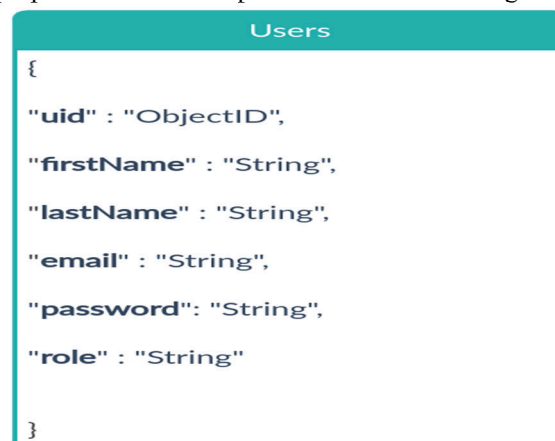 Users
{
"uid" : "ObjectID",
"firstName" : "String",
"lastName" : "String",
"email" : "String",
"password": "String",
"role" : "String"
}